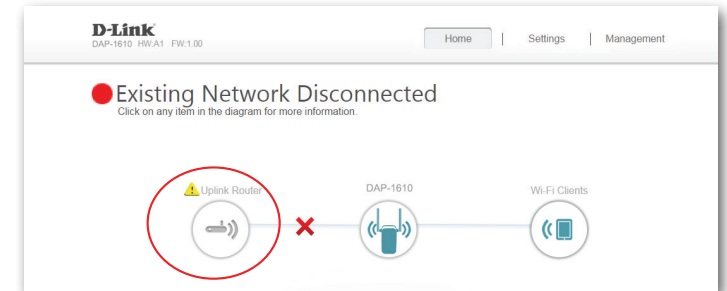 D-Link
DAP-1610 HW:A1 FW:1.00
Home | Settings | Management
Existing Network Disconnected
Click on any item in the diagram for more information.
Uplink Router DAP-1610 Wi-Fi Clients